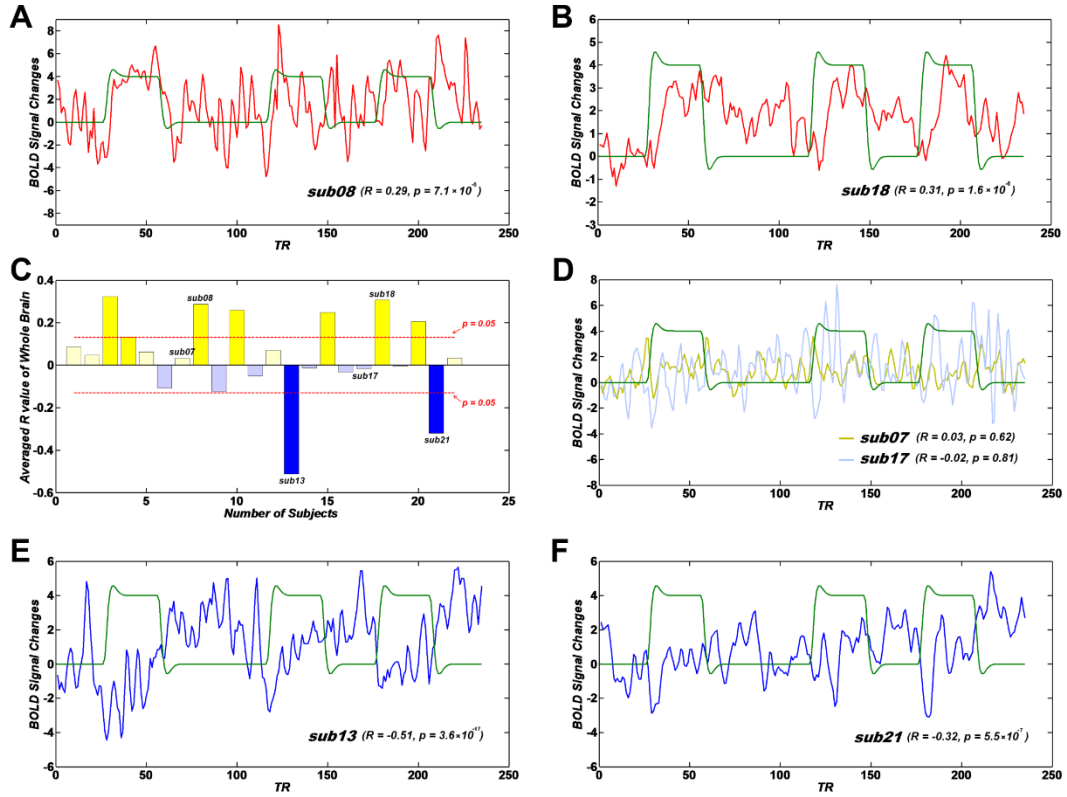 A
BOLD Signal Changes
8
6
4
2
0
-2
-4
-6
-8
sub08 (R = 0.29, p = 7.1 × 10⁻⁶)
0 50 100 150 200 250
TR
B
BOLD Signal Changes
5
4
3
2
1
0
-1
-2
-3
sub18 (R = 0.31, p = 1.6 × 10⁻⁶)
0 50 100 150 200 250
TR
C
Averaged R value of Whole Brain
0.4
0.2
0
-0.2
-0.4
-0.6
sub08
sub18
p = 0.05
sub07
sub17
p = 0.05
sub21
sub13
0 5 10 15 20 25
Number of Subjects
D
BOLD Signal Changes
8
6
4
2
0
-2
-4
-6
-8
sub07 (R = 0.03, p = 0.62)
sub17 (R = -0.02, p = 0.81)
0 50 100 150 200 250
TR
E
BOLD Signal Changes
6
4
2
0
-2
-4
-6
sub13 (R = -0.51, p = 3.6×10⁻¹⁷)
0 50 100 150 200 250
TR
F
BOLD Signal Changes
6
4
2
0
-2
-4
-6
sub21 (R = -0.32, p = 5.5×10⁻⁷)
0 50 100 150 200 250
TR